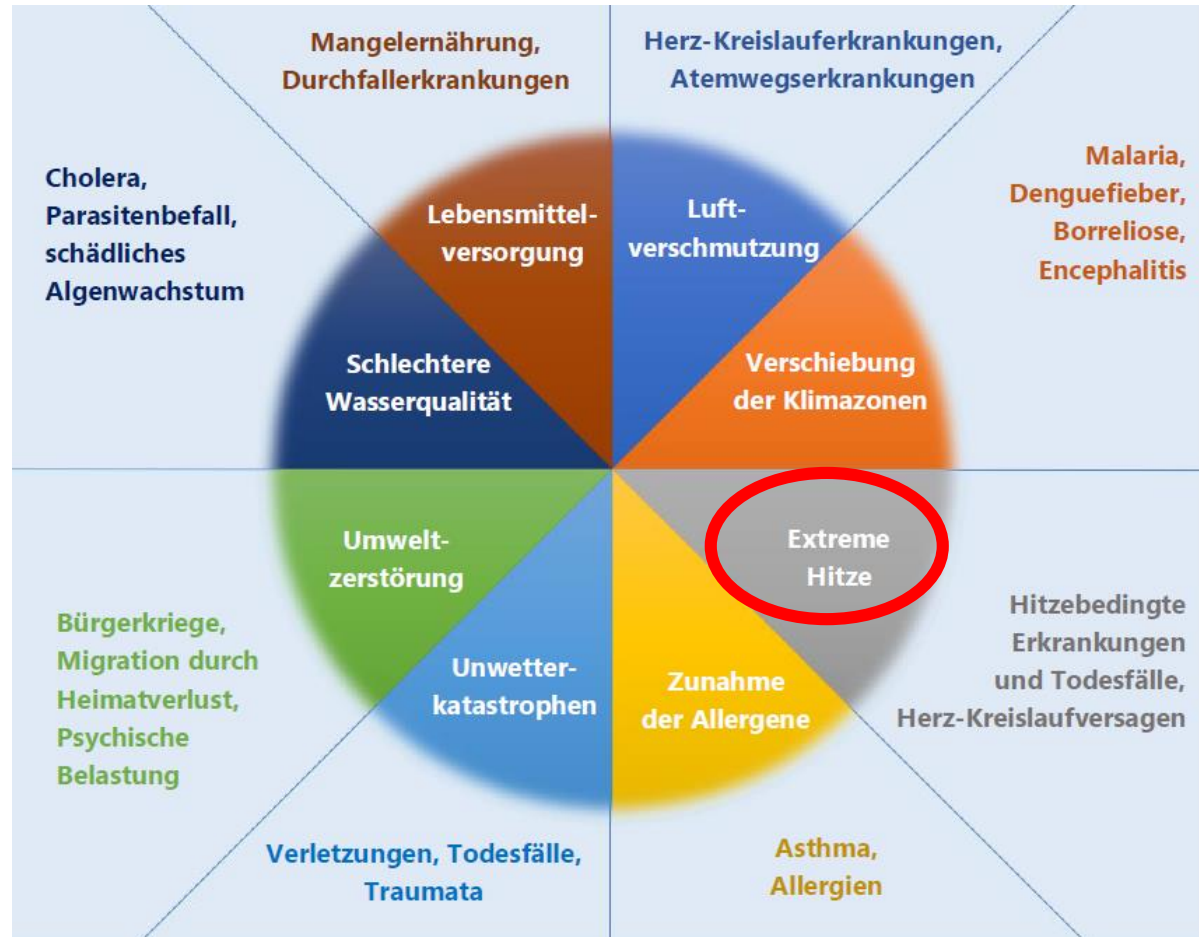 Mangelernährung,
Durchfallerkrankungen
Herz-Kreislauferkrankungen,
Atemwegserkrankungen
Malaria,
Denguefieber,
Borreliose,
Encephalitis
Cholera,
Parasitenbefall,
schädliches
Algenwachstum
Lebensmittel-
versorgung
Luft-
verschmutzung
Schlechtere
Wasserqualität
Verschiebung
der Klimazonen
Umwelt-
zerstörung
Extreme
Hitze
Unwetter-
katastrophen
Zunahme
der Allergene
Bürgerkriege,
Migration durch
Heimatverlust,
Psychische
Belastung
Hitzebedingte
Erkrankungen
und Todesfälle,
Herz-Kreislaufversagen
Verletzungen, Todesfälle,
Traumata
Asthma,
Allergien